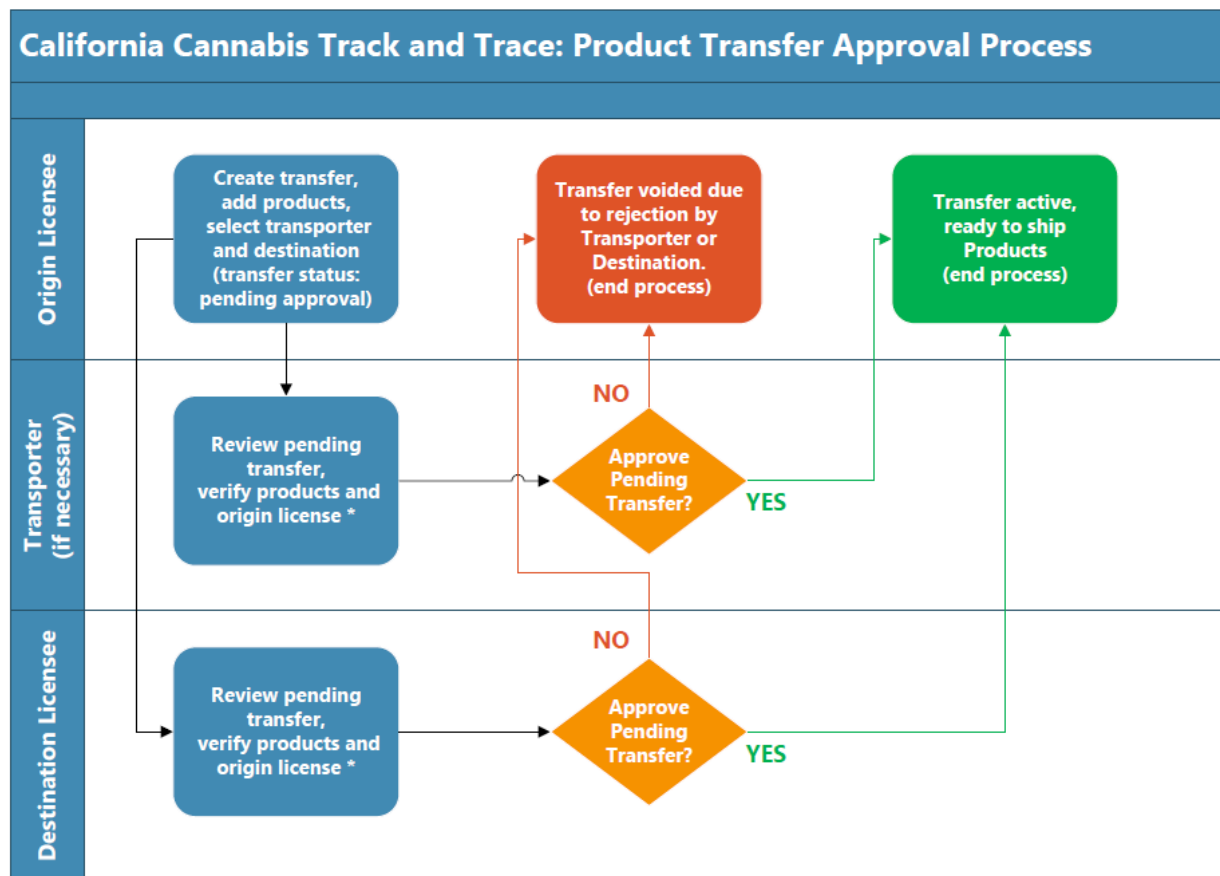 California Cannabis Track and Trace: Product Transfer Approval Process
Origin Licensee
Create transfer,
add products,
select transporter
and destination
(transfer status:
pending approval)
Transfer voided due
to rejection by
Transporter or
Destination.
(end process)
Transfer active,
ready to ship
Products
(end process)
Transporter
(if necessary)
Review pending
transfer,
verify products and
origin license *
NO
Approve
Pending
Transfer?
YES
Destination Licensee
Review pending
transfer,
verify products and
origin license *
NO
Approve
Pending
Transfer?
YES